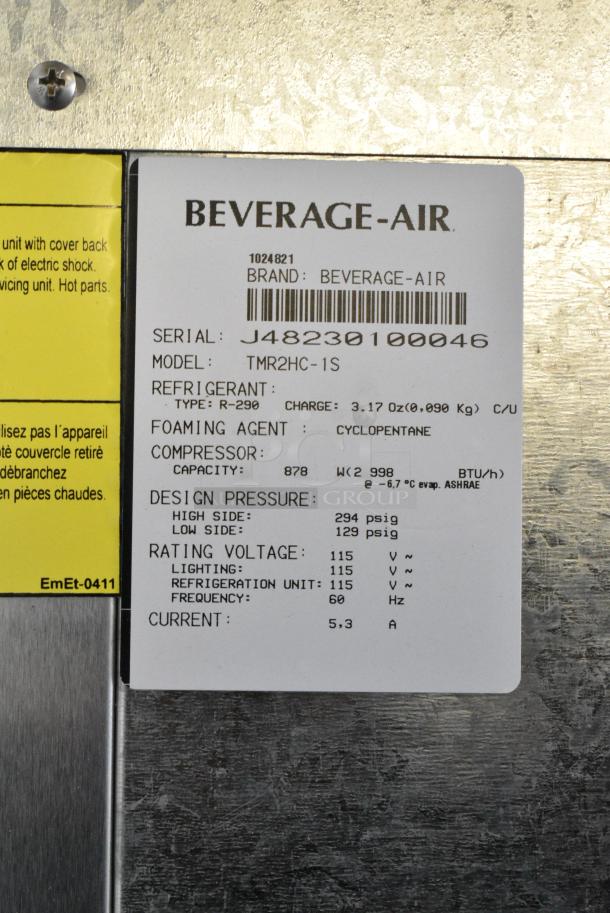 unit with cover back
k of electric shock.
vicing unit. Hot parts.
lisez pas l'appareil
otè couvercle retirè
débranchez
en pièces chaudes.
EmEt-0411
BEVERAGE-AIR
1024821
BRAND: BEVERAGE-AIR
SERIAL: J48230100046
MODEL: TMR2HC-1S
REFRIGERANT:
TYPE: R-290 CHARGE: 3.17 Oz(0,090 Kg) C/U
FOAMING AGENT : CYCLOPENTANE
COMPRESSOR:
CAPACITY: 878 W(2 998 BTU/h)
@ -6,7 °C evap. ASHRAE
DESIGN PRESSURE:
HIGH SIDE: 294 psig
LOW SIDE: 129 psig
RATING VOLTAGE: 115 V ~
LIGHTING: 115 V ~
REFRIGERATION UNIT: 115 V ~
FREQUENCY: 60 Hz
CURRENT: 5,3 A
GROUP